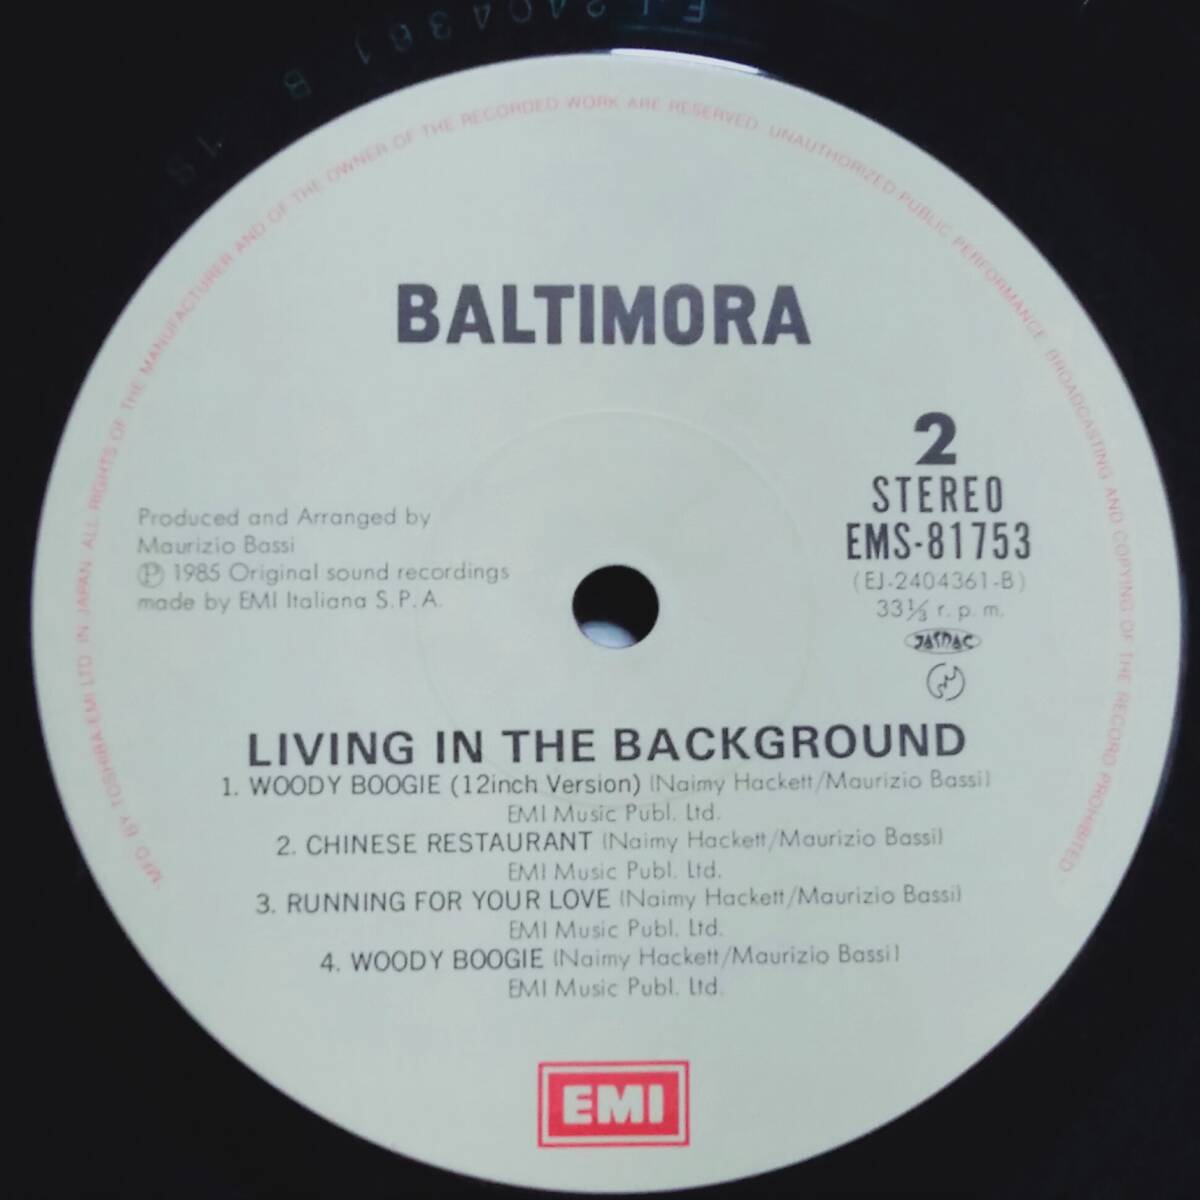 EJ 2404361 B
MFD. BY TOSHIBA-EMI LTD. IN JAPAN. ALL RIGHTS OF THE MANUFACTURER AND OF THE OWNER OF THE RECORDED WORK ARE RESERVED. UNAUTHORIZED PUBLIC PERFORMANCE BROADCASTING AND COPYING OF THE RECORD PROHIBITED.
BALTIMORA
2
STEREO
EMS-81753
(EJ-2404361-B)
33⅓ r. p. m.
JASRAC
Produced and Arranged by
Maurizio Bassi
Ⓟ 1985 Original sound recordings
made by EMI Italiana S.P.A.
LIVING IN THE BACKGROUND
1. WOODY BOOGIE (12inch Version) (Naimy Hackett/Maurizio Bassi)
EMI Music Publ. Ltd.
2. CHINESE RESTAURANT (Naimy Hackett/Maurizio Bassi)
EMI Music Publ. Ltd.
3. RUNNING FOR YOUR LOVE (Naimy Hackett/Maurizio Bassi)
EMI Music Publ. Ltd.
4. WOODY BOOGIE (Naimy Hackett/Maurizio Bassi)
EMI Music Publ. Ltd.
EMI